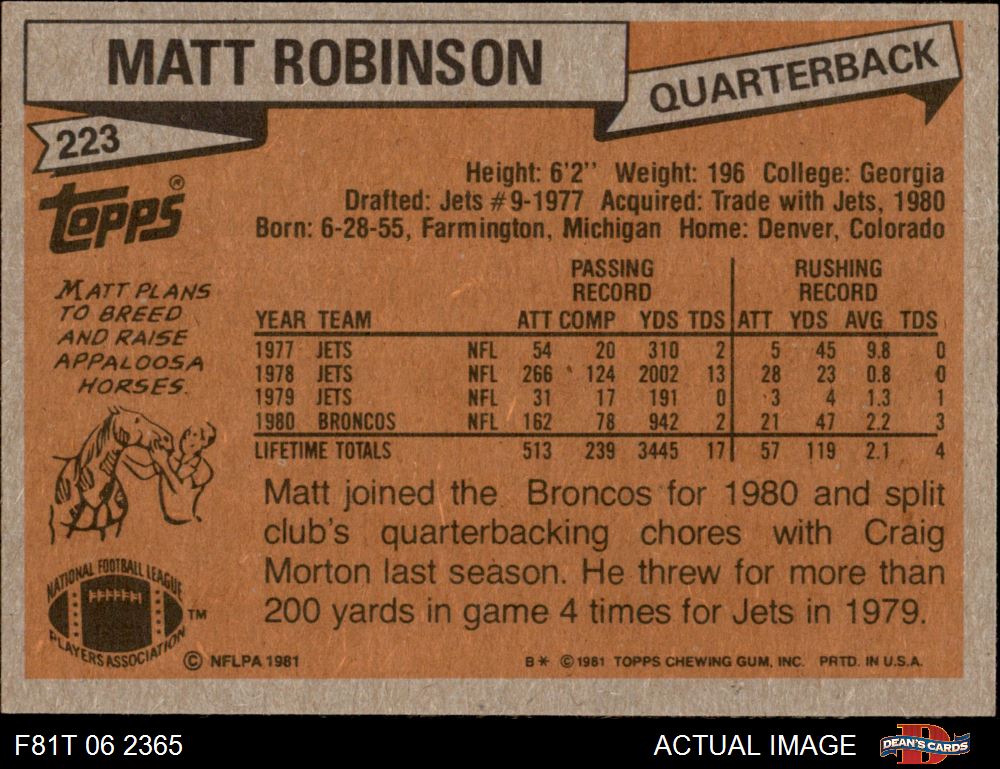 MATT ROBINSON
QUARTERBACK
223
topps®
Height: 6'2'' Weight: 196 College: Georgia
Drafted: Jets #9-1977 Acquired: Trade with Jets, 1980
Born: 6-28-55, Farmington, Michigan Home: Denver, Colorado
MATT PLANS
TO BREED
AND RAISE
APPALOOSA
HORSES.
PASSING RECORD RUSHING RECORD
YEAR TEAM ATT COMP YDS TDS ATT YDS AVG TDS
1977 JETS NFL 54 20 310 2 5 45 9.8 0
1978 JETS NFL 266 124 2002 13 28 23 0.8 0
1979 JETS NFL 31 17 191 0 3 4 1.3 1
1980 BRONCOS NFL 162 78 942 2 21 47 2.2 3
LIFETIME TOTALS 513 239 3445 17 57 119 2.1 4
Matt joined the Broncos for 1980 and split
club's quarterbacking chores with Craig
Morton last season. He threw for more than
200 yards in game 4 times for Jets in 1979.
NATIONAL FOOTBALL LEAGUE
PLAYERS ASSOCIATION
TM
© NFLPA 1981
B* © 1981 TOPPS CHEWING GUM, INC. PRTD. IN U.S.A.
F81T 06 2365
ACTUAL IMAGE
DEAN'S CARDS